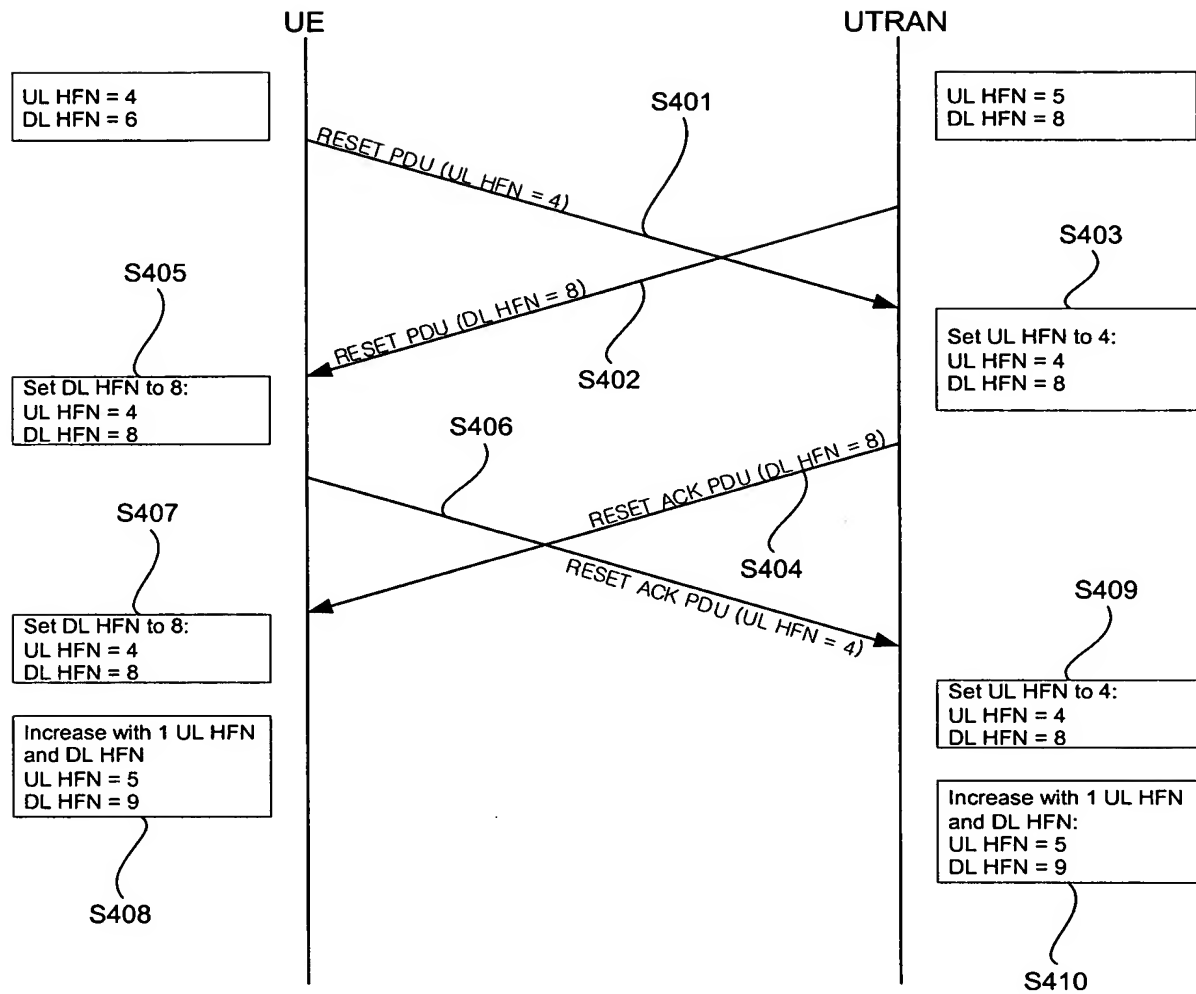 UE
UTRAN
UL HFN = 4
DL HFN = 6
UL HFN = 5
DL HFN = 8
S401
RESET PDU (UL HFN = 4)
S403
S405
RESET PDU (DL HFN = 8)
S402
Set UL HFN to 4:
UL HFN = 4
DL HFN = 8
Set DL HFN to 8:
UL HFN = 4
DL HFN = 8
S406
RESET ACK PDU (DL HFN = 8)
S407
S404
RESET ACK PDU (UL HFN = 4)
S409
Set DL HFN to 8:
UL HFN = 4
DL HFN = 8
Set UL HFN to 4:
UL HFN = 4
DL HFN = 8
Increase with 1 UL HFN
and DL HFN
UL HFN = 5
DL HFN = 9
Increase with 1 UL HFN
and DL HFN:
UL HFN = 5
DL HFN = 9
S408
S410